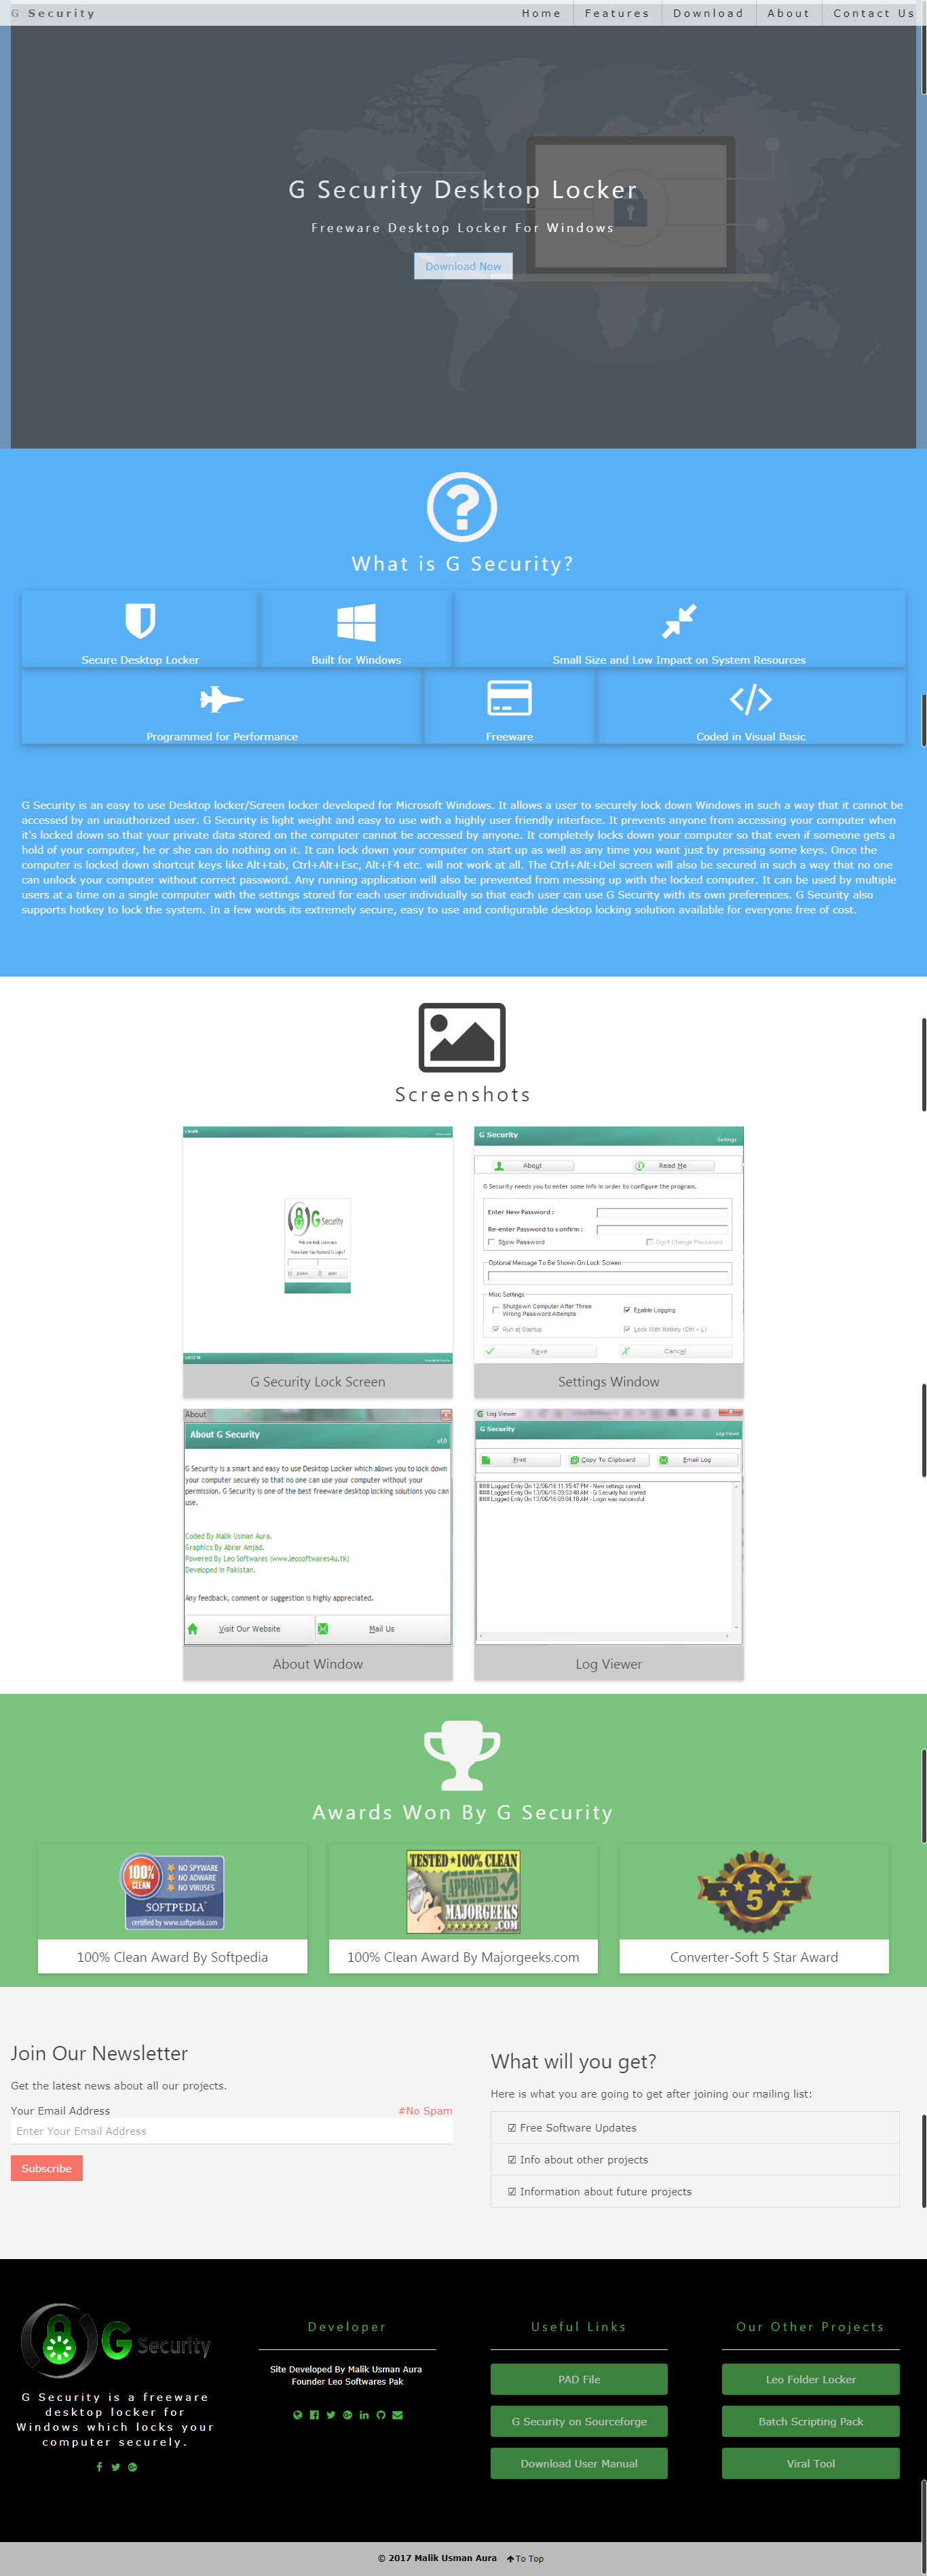 G Security
Home Features Download About Contact Us
G Security Desktop Locker
Freeware Desktop Locker For Windows
Download Now
What is G Security?
Secure Desktop Locker
Built for Windows
Small Size and Low Impact on System Resources
Programmed for Performance
Freeware
Coded in Visual Basic
G Security is an easy to use Desktop locker/Screen locker developed for Microsoft Windows. It allows a user to securely lock down Windows in such a way that it cannot be
accessed by an unauthorized user. G Security is light weight and easy to use with a highly user friendly interface. It prevents anyone from accessing your computer when
it's locked down so that your private data stored on the computer cannot be accessed by anyone. It completely locks down your computer so that even if someone gets a
hold of your computer, he or she can do nothing on it. It can lock down your computer on start up as well as any time you want just by pressing some keys. Once the
computer is locked down shortcut keys like Alt+tab, Ctrl+Alt+Esc, Alt+F4 etc. will not work at all. The Ctrl+Alt+Del screen will also be secured in such a way that no one
can unlock your computer without correct password. Any running application will also be prevented from messing up with the locked computer. It can be used by multiple
users at a time on a single computer with the settings stored for each user individually so that each user can use G Security with its own preferences. G Security also
supports hotkey to lock the system. In a few words its extremely secure, easy to use and configurable desktop locking solution available for everyone free of cost.
Screenshots
G Security
G Security Lock Screen
G Security
Settings
About
Read Me
G Security needs you to enter some info in order to configure the program.
Enter New Password :
Re-enter Password to confirm :
Show Password
Don't Change Password
Optional Message To Be Shown On Lock Screen
Misc Settings
Shutdown Computer After Three
Wrong Password Attempts
Enable Logging
Run at Startup
Lock With Hotkey (Ctrl + L)
Save
Cancel
Settings Window
About
About G Security
v1.0
G Security is a smart and easy to use Desktop Locker which allows you to lock down
your computer securely so that no one can use your computer without your
permission. G Security is one of the best freeware desktop locking solutions you can
use.
Coded By Malik Usman Aura.
Graphics By Abrar Amjad.
Powered By Leo Softwares (www.leosoftwares4u.tk)
Developed in Pakistan.
Any feedback, comment or suggestion is highly appreciated.
Visit Our Website
Mail Us
About Window
Log Viewer
G Security
Log Viewer
Print
Copy To Clipboard
Email Log
### Logged Entry On 12/06/16 11:15:47 PM - New settings saved.
### Logged Entry On 13/06/16 09:03:48 AM - G Security has started
### Logged Entry On 13/06/16 09:04:18 AM - Login was successful.
Log Viewer
Awards Won By G Security
100% CLEAN
NO SPYWARE
NO ADWARE
NO VIRUSES
SOFTPEDIA
certified by www.softpedia.com
100% Clean Award By Softpedia
TESTED★100% CLEAN
APPROVED
MAJORGEEKS
.COM
100% Clean Award By Majorgeeks.com
5
Converter-Soft 5 Star Award
Join Our Newsletter
Get the latest news about all our projects.
Your Email Address
#No Spam
Enter Your Email Address
Subscribe
What will you get?
Here is what you are going to get after joining our mailing list:
☑ Free Software Updates
☑ Info about other projects
☑ Information about future projects
G Security
G Security is a freeware
desktop locker for
Windows which locks your
computer securely.
Developer
Site Developed By Malik Usman Aura
Founder Leo Softwares Pak
Useful Links
PAD File
G Security on Sourceforge
Download User Manual
Our Other Projects
Leo Folder Locker
Batch Scripting Pack
Viral Tool
© 2017 Malik Usman Aura To Top